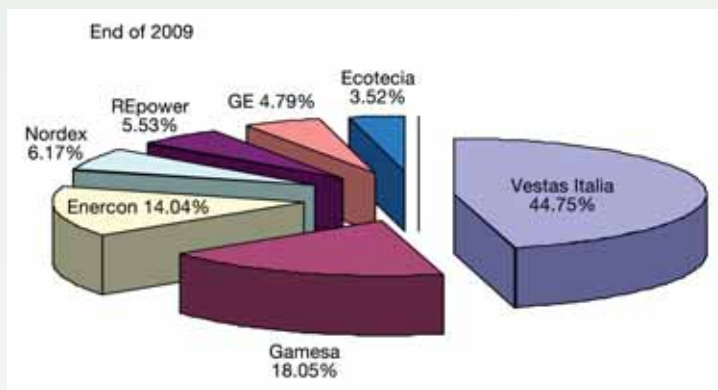 End of 2009
Ecotecia
3.52%
GE 4.79%
REpower
5.53%
Nordex
6.17%
Enercon 14.04%
Vestas Italia
44.75%
Gamesa
18.05%